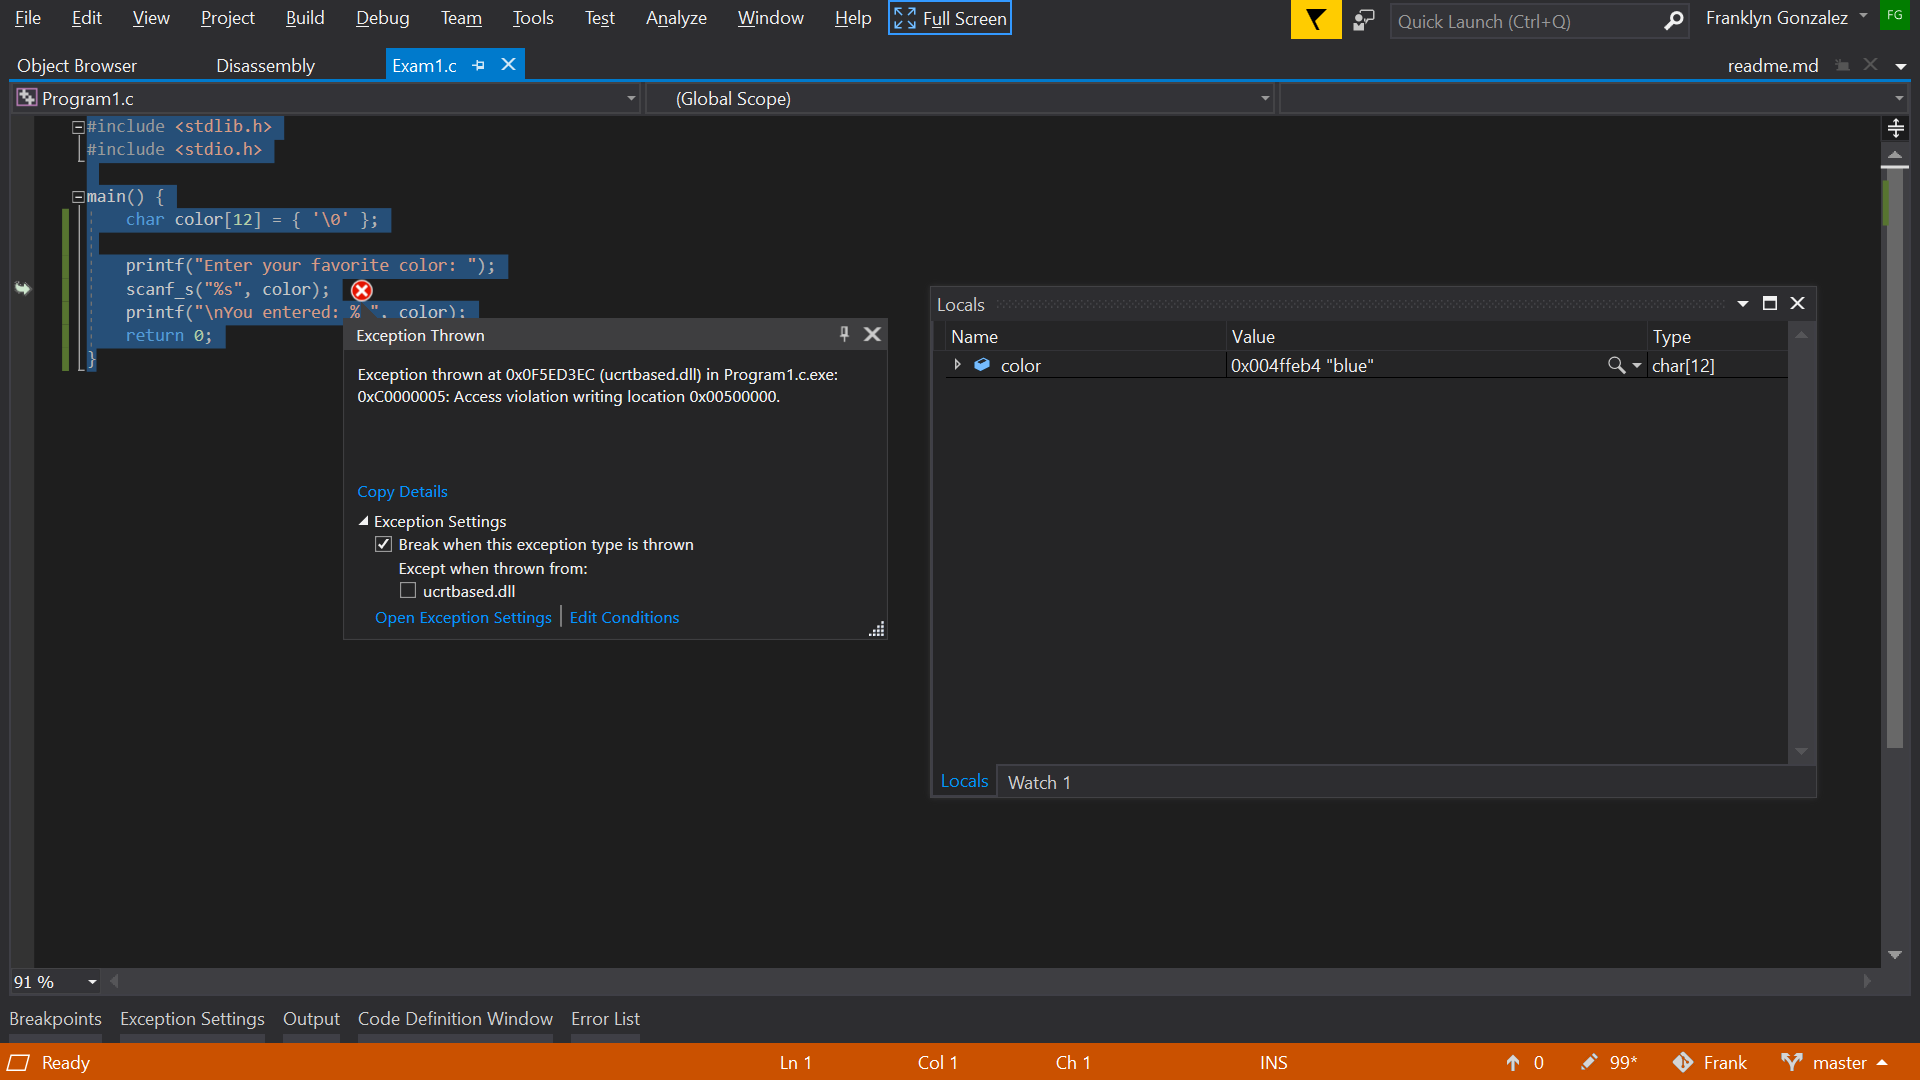 File Edit View Project Build Debug Team Tools Test Analyze Window Help Full Screen Quick Launch (Ctrl+Q) Franklyn Gonzalez FG
Object Browser Disassembly Exam1.c readme.md
Program1.c (Global Scope)
#include <stdlib.h>
#include <stdio.h>
main() {
char color[12] = { '\0' };
printf("Enter your favorite color: ");
scanf_s("%s", color);
printf("\nYou entered: % ", color);
return 0;
}
Exception Thrown
Exception thrown at 0x0F5ED3EC (ucrtbased.dll) in Program1.c.exe:
0xC0000005: Access violation writing location 0x00500000.
Copy Details
Exception Settings
Break when this exception type is thrown
Except when thrown from:
ucrtbased.dll
Open Exception Settings | Edit Conditions
Locals
Name Value Type
color 0x004ffeb4 "blue" char[12]
Locals Watch 1
91 %
Breakpoints Exception Settings Output Code Definition Window Error List
Ready Ln 1 Col 1 Ch 1 INS 0 99* Frank master